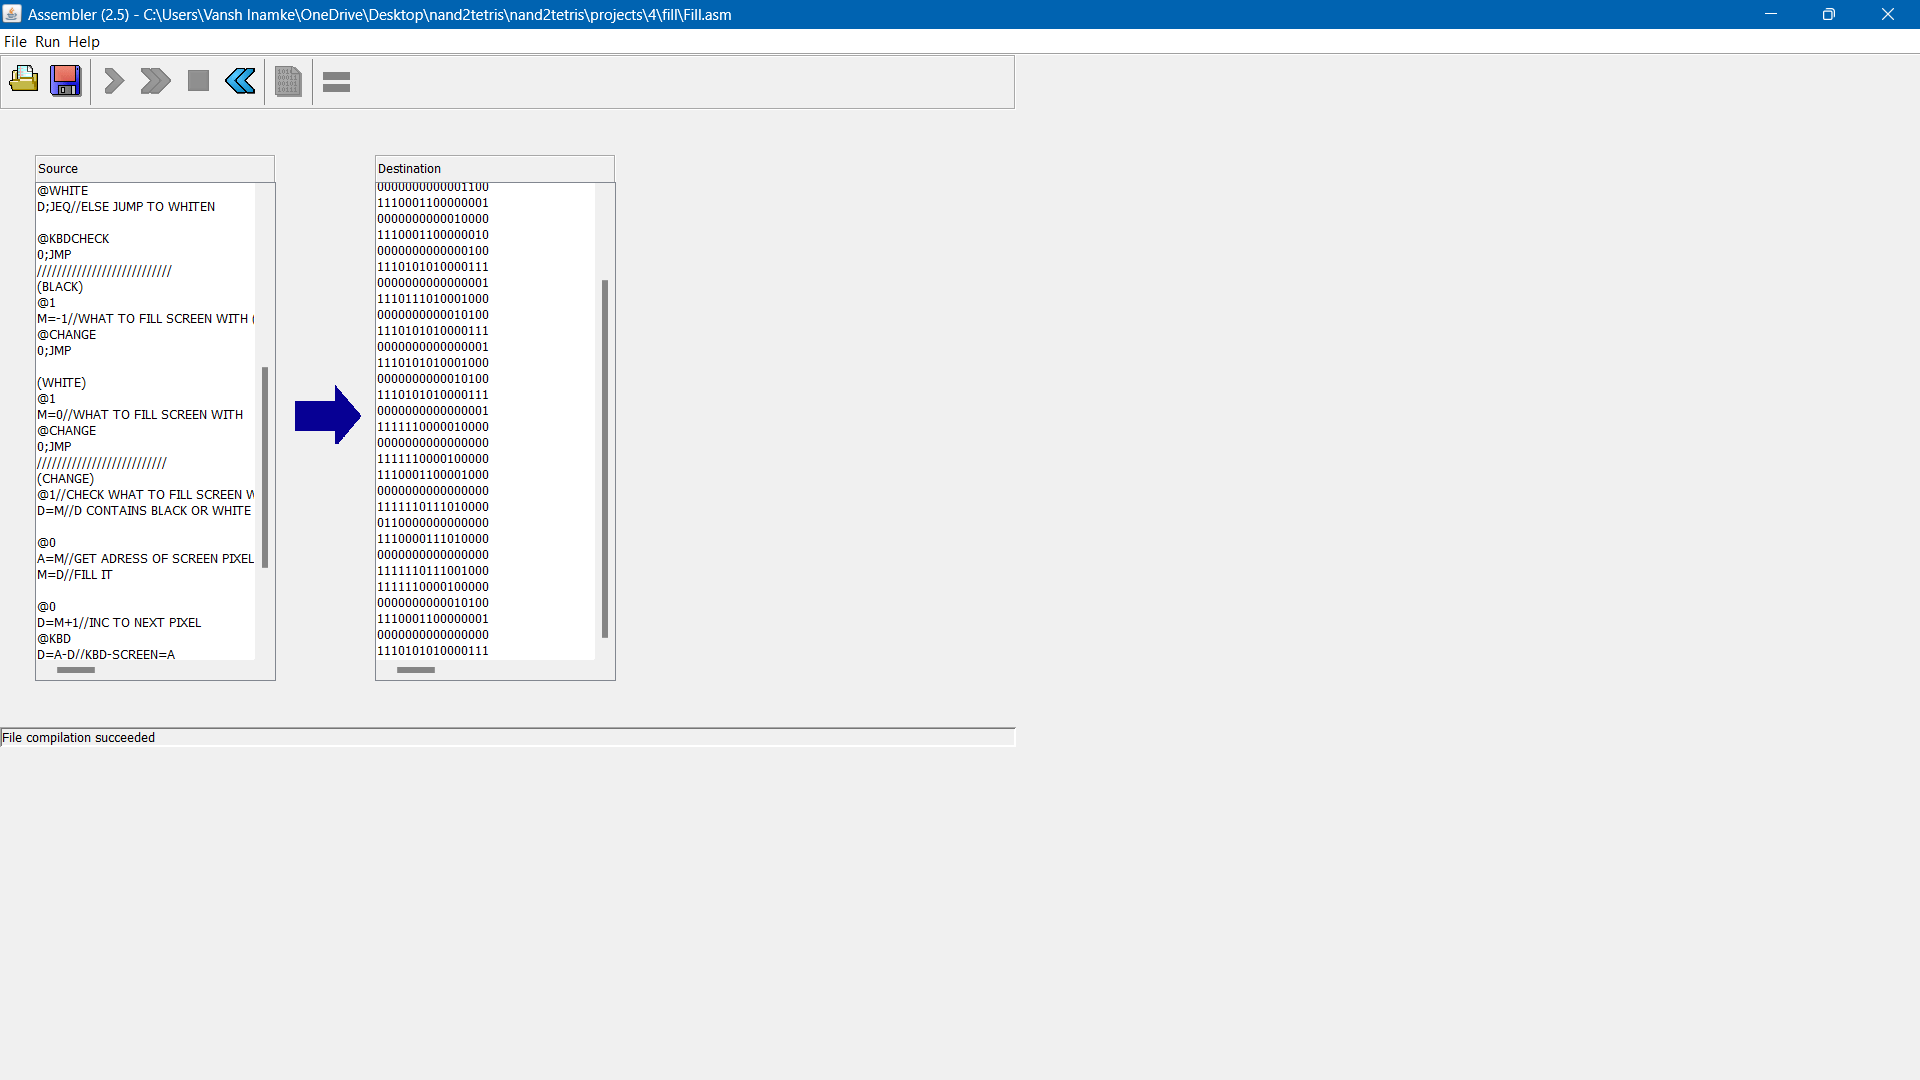 Assembler (2.5) - C:\Users\Vansh Inamke\OneDrive\Desktop\nand2tetris\nand2tetris\projects\4\fill\Fill.asm
File Run Help
Source
@WHITE
D;JEQ//ELSE JUMP TO WHITEN
@KBDCHECK
0;JMP
///////////////////////////
(BLACK)
@1
M=-1//WHAT TO FILL SCREEN WITH (
@CHANGE
0;JMP
(WHITE)
@1
M=0//WHAT TO FILL SCREEN WITH
@CHANGE
0;JMP
//////////////////////////
(CHANGE)
@1//CHECK WHAT TO FILL SCREEN W
D=M//D CONTAINS BLACK OR WHITE
@0
A=M//GET ADRESS OF SCREEN PIXEL
M=D//FILL IT
@0
D=M+1//INC TO NEXT PIXEL
@KBD
D=A-D//KBD-SCREEN=A
Destination
0000000000001100
1110001100000001
0000000000010000
1110001100000010
0000000000000100
1110101010000111
0000000000000001
1110111010001000
0000000000010100
1110101010000111
0000000000000001
1110101010001000
0000000000010100
1110101010000111
0000000000000001
1111110000010000
0000000000000000
1111110000100000
1110001100001000
0000000000000000
1111110111010000
0110000000000000
1110000111010000
0000000000000000
1111110111001000
1111110000100000
0000000000010100
1110001100000001
0000000000000000
1110101010000111
File compilation succeeded